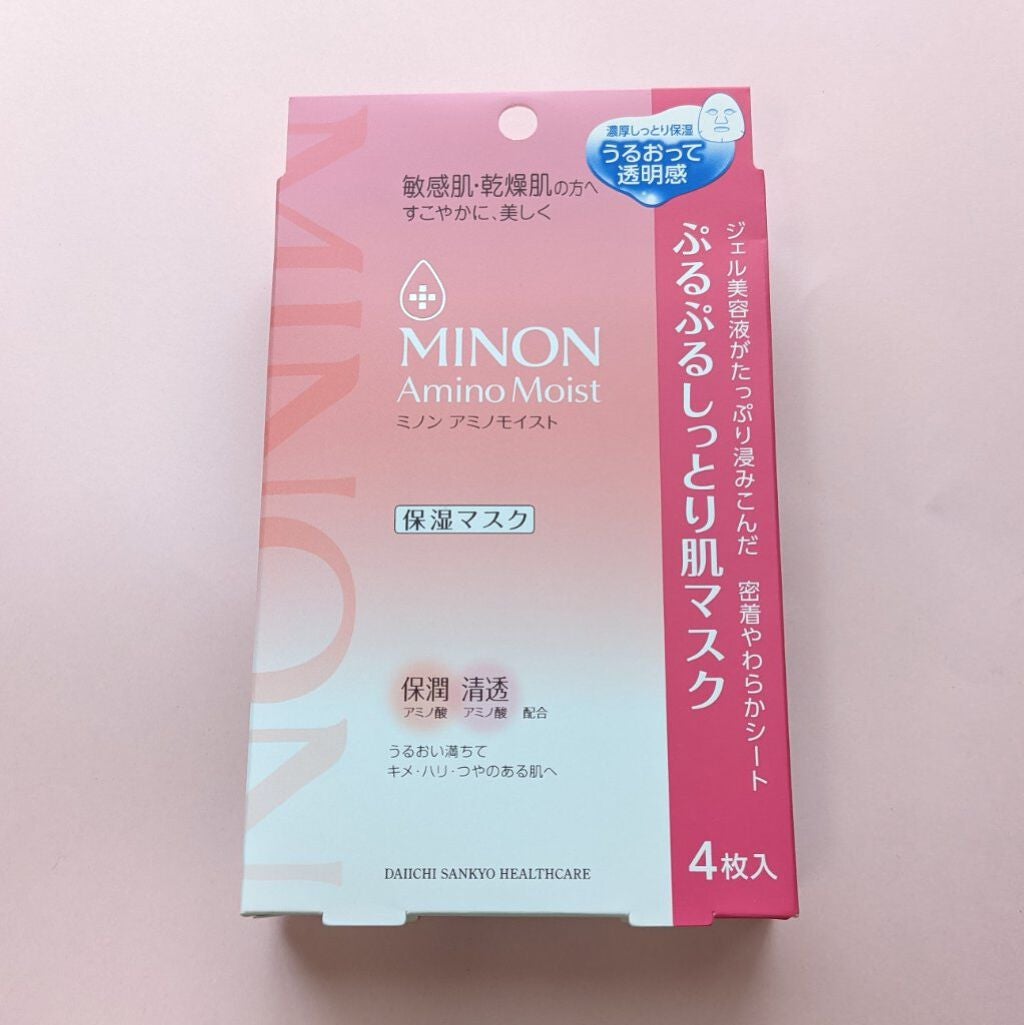 濃厚しっとり保湿
うるおって
透明感
敏感肌・乾燥肌の方へ
すこやかに、美しく
MINON
Amino Moist
ミノン アミノモイスト
保湿マスク
保潤 清透
アミノ酸 アミノ酸 配合
うるおい満ちて
キメ・ハリ・つやのある肌へ
DAIICHI SANKYO HEALTHCARE
MINON
ジェル美容液がたっぷり浸みこんだ 密着やわらかシート
ぷるぷるしっとり肌マスク
4枚入